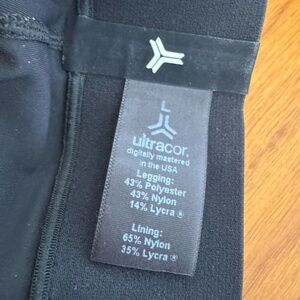 L
ultracor.
digitally mastered
in the USA
Legging:
43% Polyester
43% Nylon
14% Lycra ®
Lining:
65% Nylon
35% Lycra ®